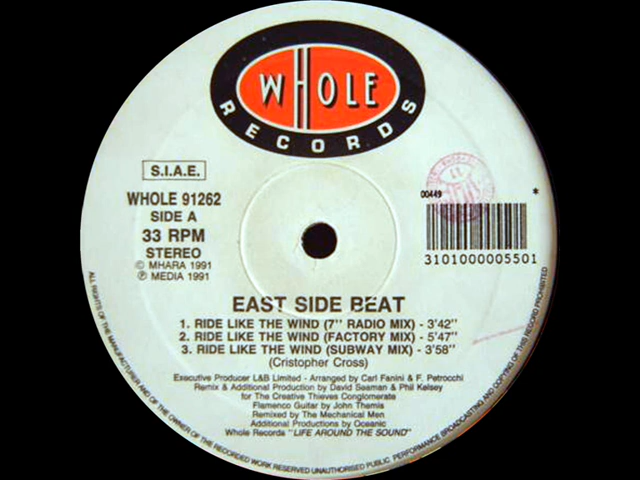 WHOLE
RECORDS
S.I.A.E.
WHOLE 91262
SIDE A
33 RPM
STEREO
© MHARA 1991
℗ MEDIA 1991
00449
*
3101000005501
EAST SIDE BEAT
1. RIDE LIKE THE WIND (7'' RADIO MIX) - 3'42''
2. RIDE LIKE THE WIND (FACTORY MIX) - 5'47''
3. RIDE LIKE THE WIND (SUBWAY MIX) - 3'58''
(Cristopher Cross)
Executive Producer L&B Limited - Arranged by Carl Fanini & F. Petrocchi
Remix & Additional Production by David Seaman & Phil Kelsey
for The Creative Thieves Conglomerate
Flamenco Guitar by John Themis
Remixed by The Mechanical Men
Additional Productions by Oceanic
Whole Records "LIFE AROUND THE SOUND"
ALL RIGHTS OF THE MANUFACTURER AND OF THE OWNER OF THE RECORDED WORK RESERVED UNAUTHORISED PUBLIC PERFORMANCE BROADCASTING AND COPYING OF THIS RECORD PROHIBITED